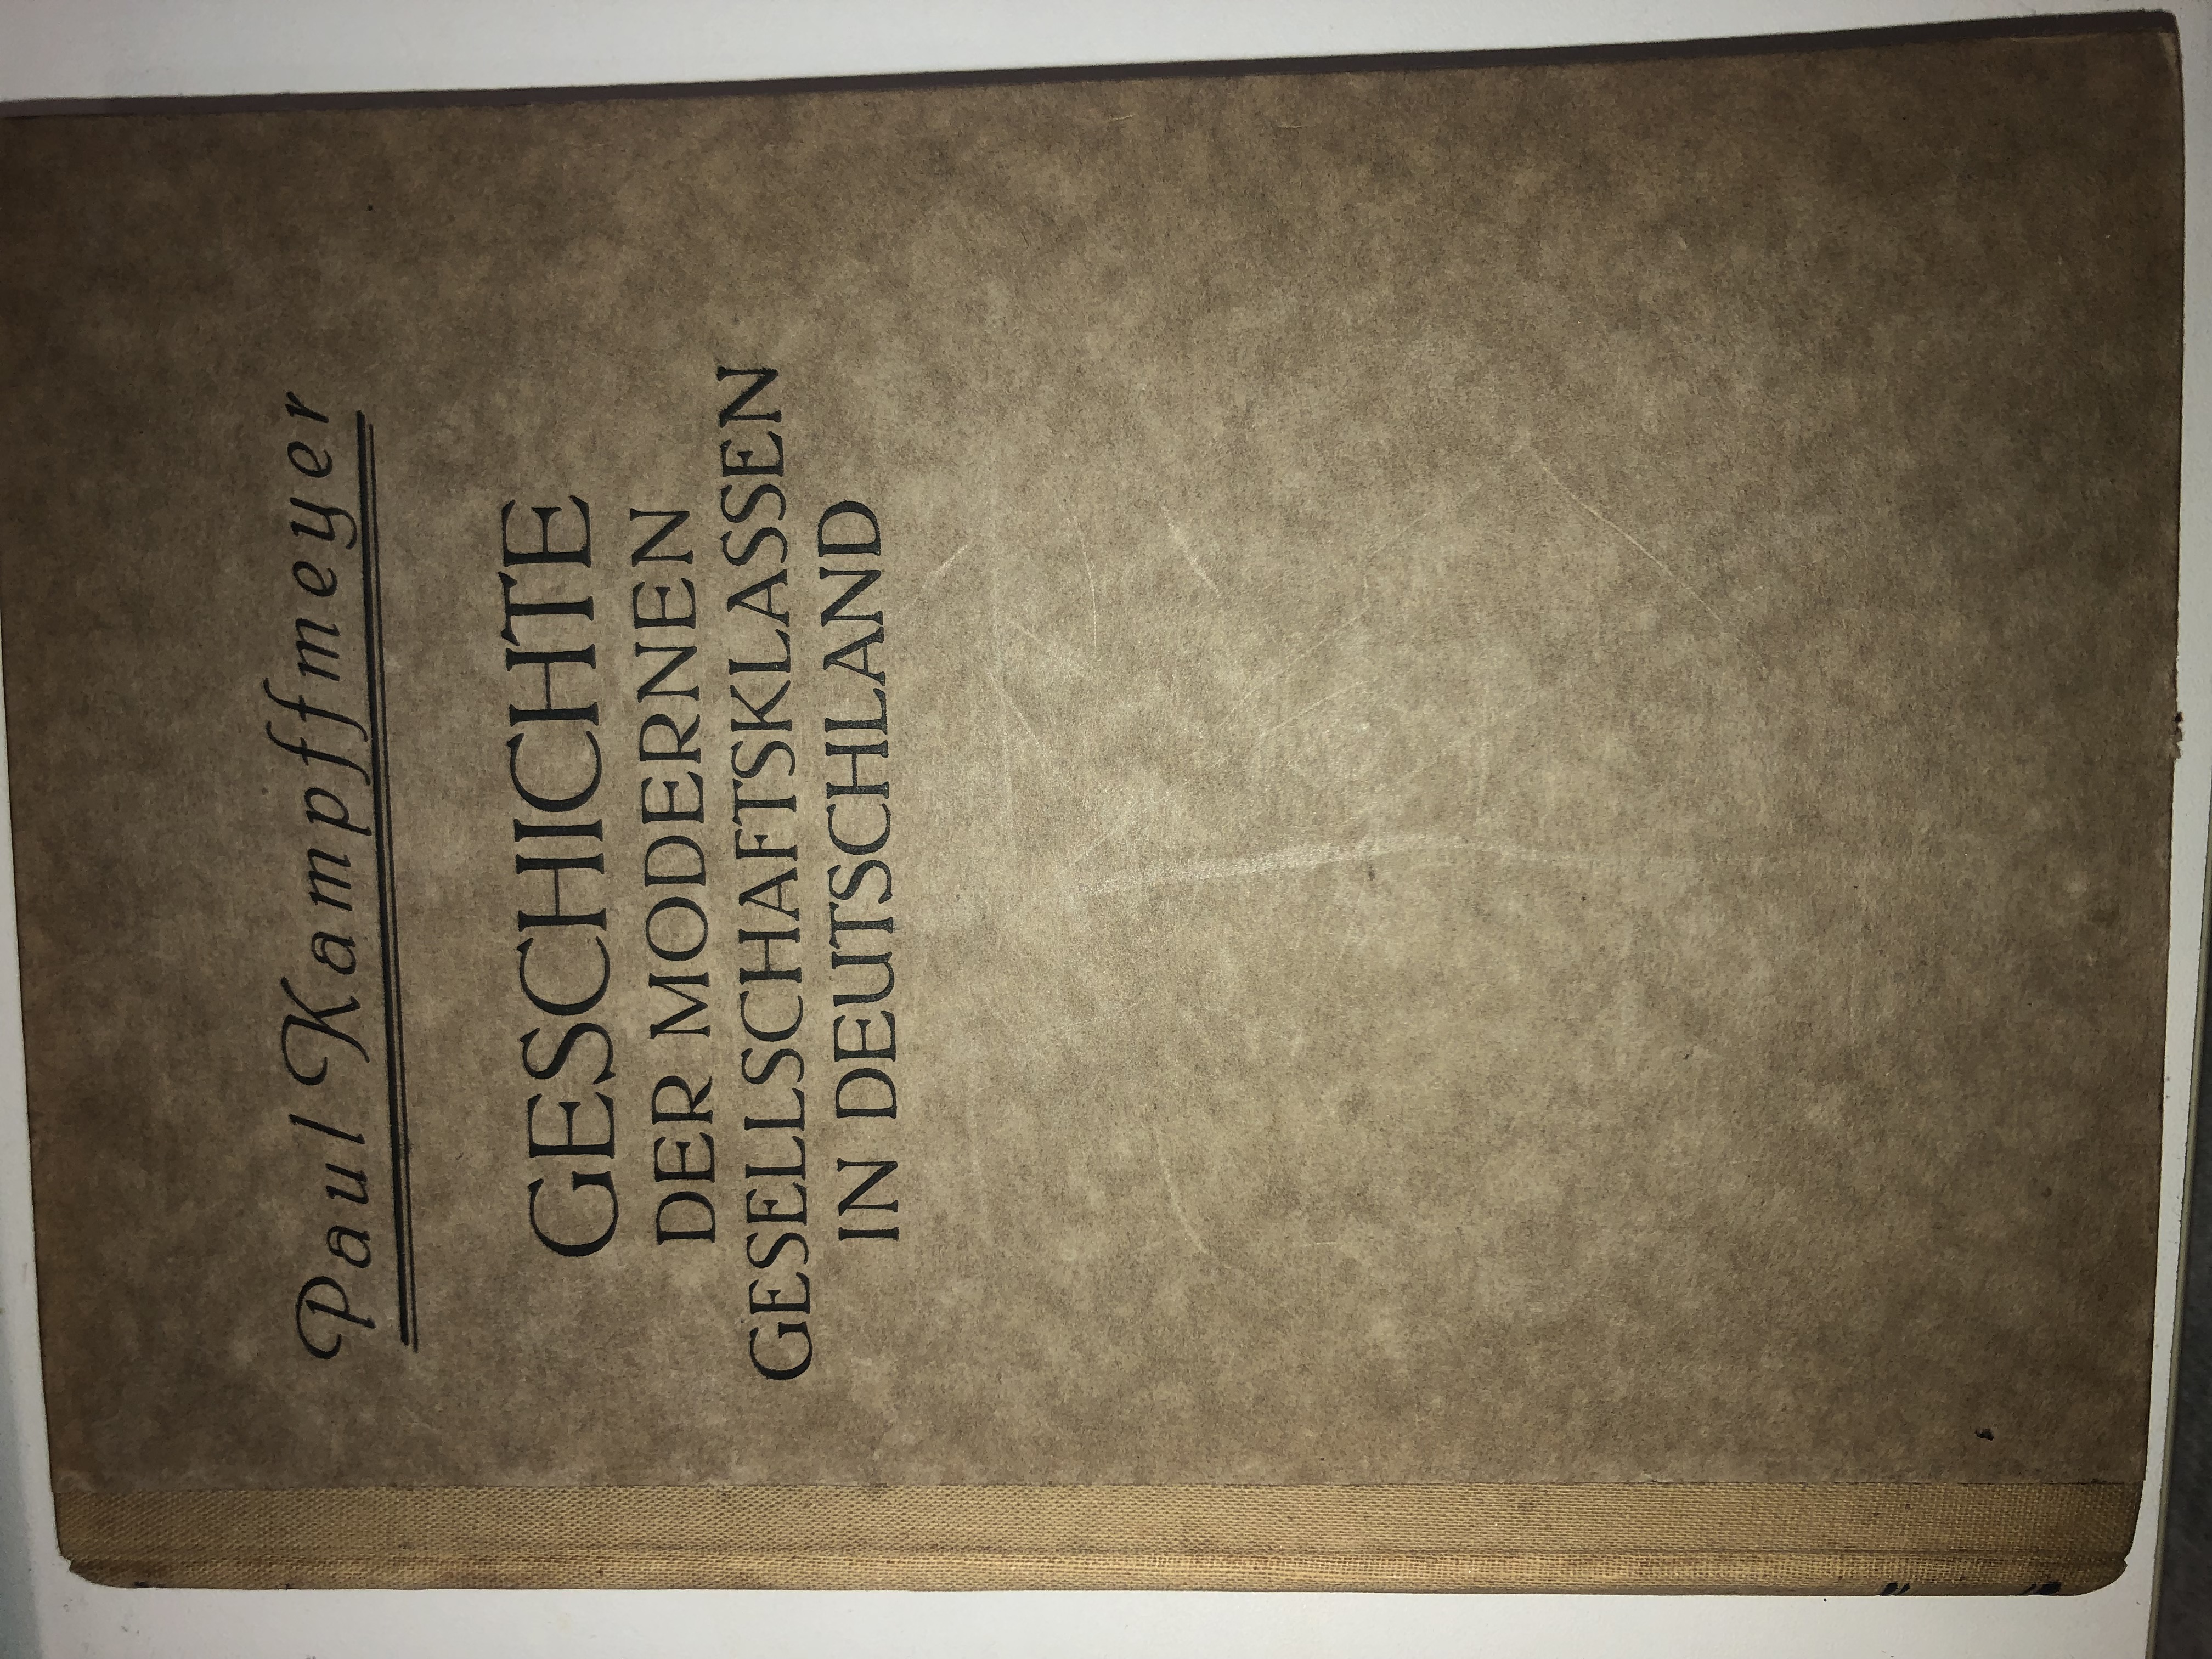 Paul Kampffmeyer
GESCHICHTE
DER MODERNEN
GESELLSCHAFTSKLASSEN
IN DEUTSCHLAND